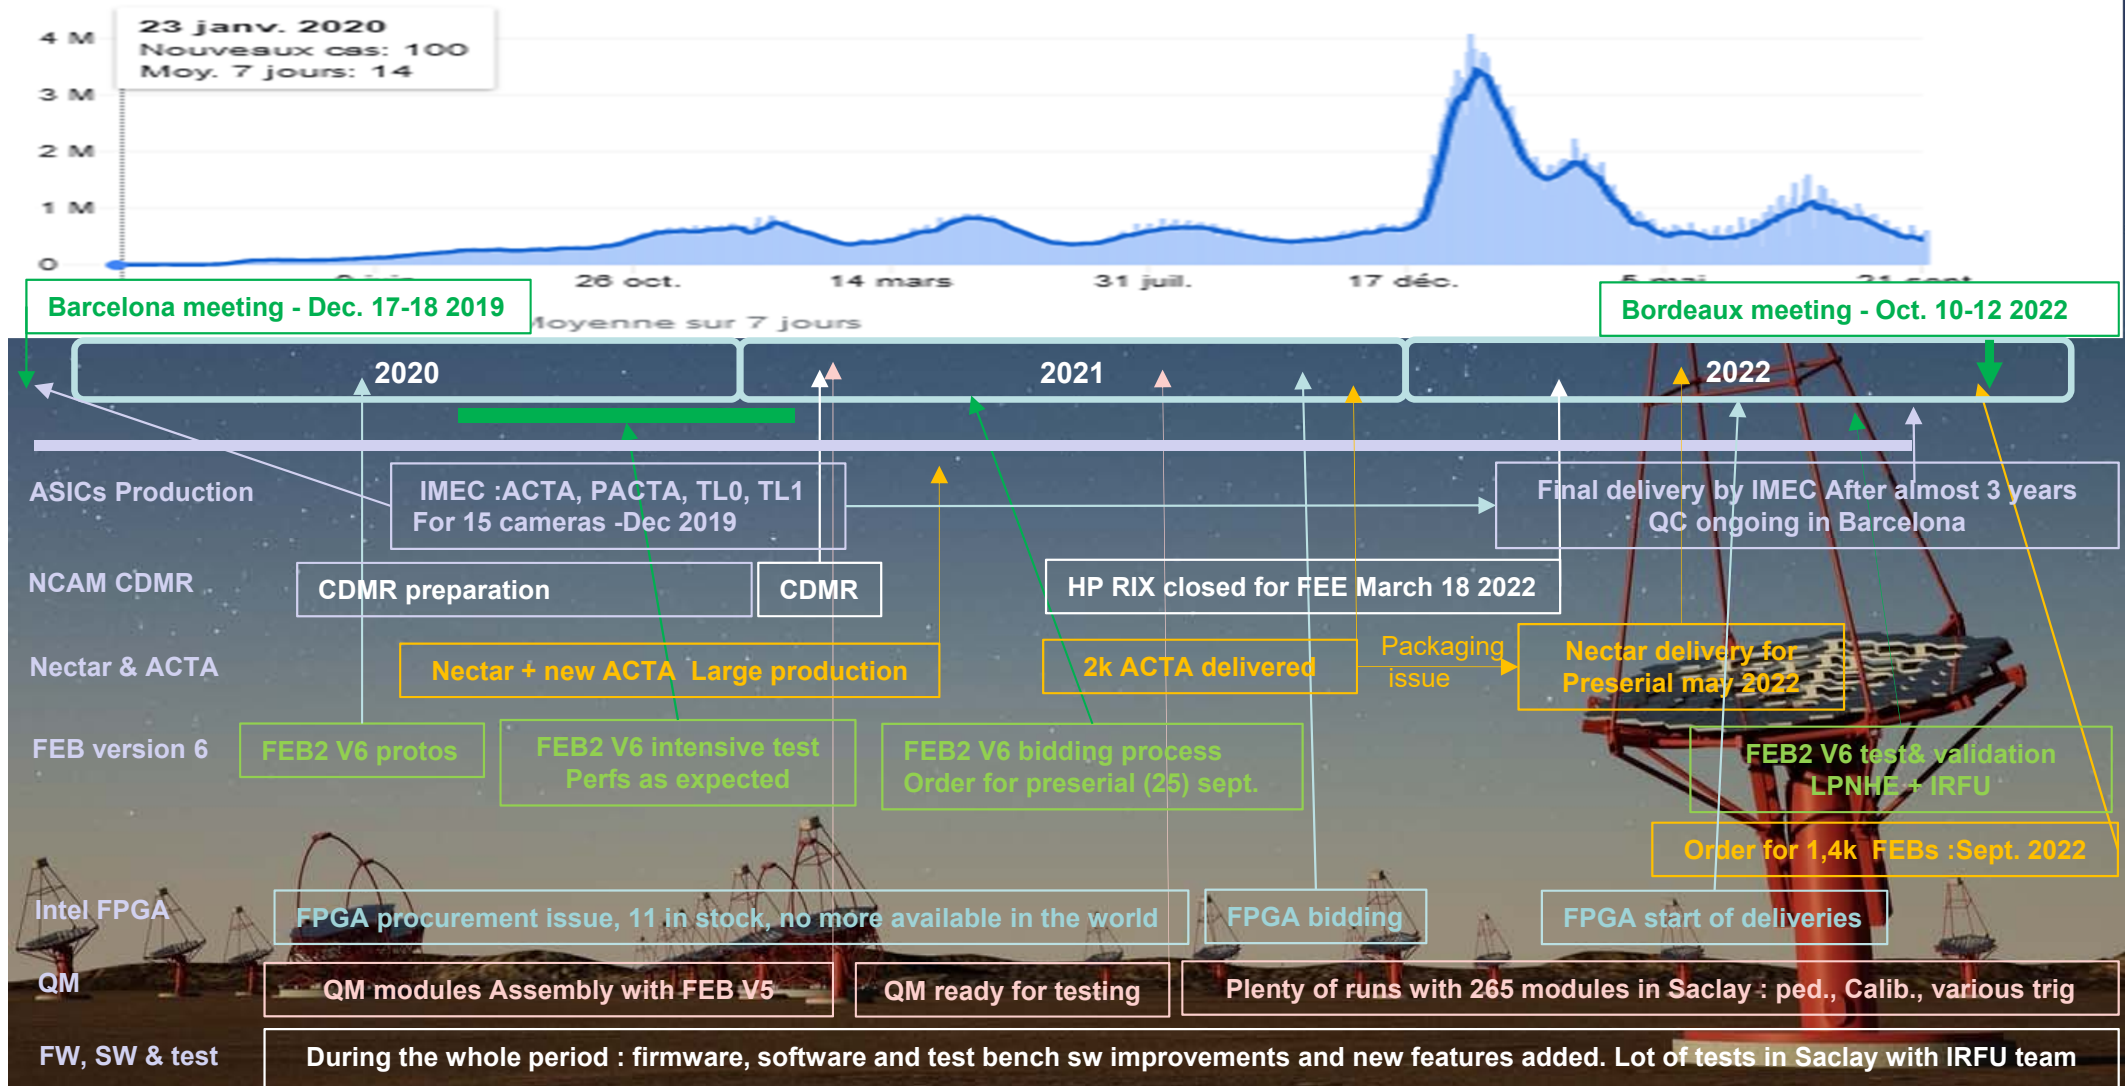 4 M
23 janv. 2020
Nouveaux cas: 100
Moy. 7 jours: 14
3 M
2 M
1 M
0
26 oct.
14 mars
31 juil.
17 déc.
5 mai
21 sept.
Barcelona meeting - Dec. 17-18 2019
Moyenne sur 7 jours
Bordeaux meeting - Oct. 10-12 2022
2020
2021
2022
ASICs Production
IMEC :ACTA, PACTA, TL0, TL1
For 15 cameras -Dec 2019
Final delivery by IMEC After almost 3 years
QC ongoing in Barcelona
NCAM CDMR
CDMR preparation
CDMR
HP RIX closed for FEE March 18 2022
Nectar & ACTA
Nectar + new ACTA Large production
2k ACTA delivered
Packaging
issue
Nectar delivery for
Preserial may 2022
FEB version 6
FEB2 V6 protos
FEB2 V6 intensive test
Perfs as expected
FEB2 V6 bidding process
Order for preserial (25) sept.
FEB2 V6 test& validation
LPNHE + IRFU
Order for 1,4k FEBs :Sept. 2022
Intel FPGA
FPGA procurement issue, 11 in stock, no more available in the world
FPGA bidding
FPGA start of deliveries
QM
QM modules Assembly with FEB V5
QM ready for testing
Plenty of runs with 265 modules in Saclay : ped., Calib., various trig
FW, SW & test
During the whole period : firmware, software and test bench sw improvements and new features added. Lot of tests in Saclay with IRFU team